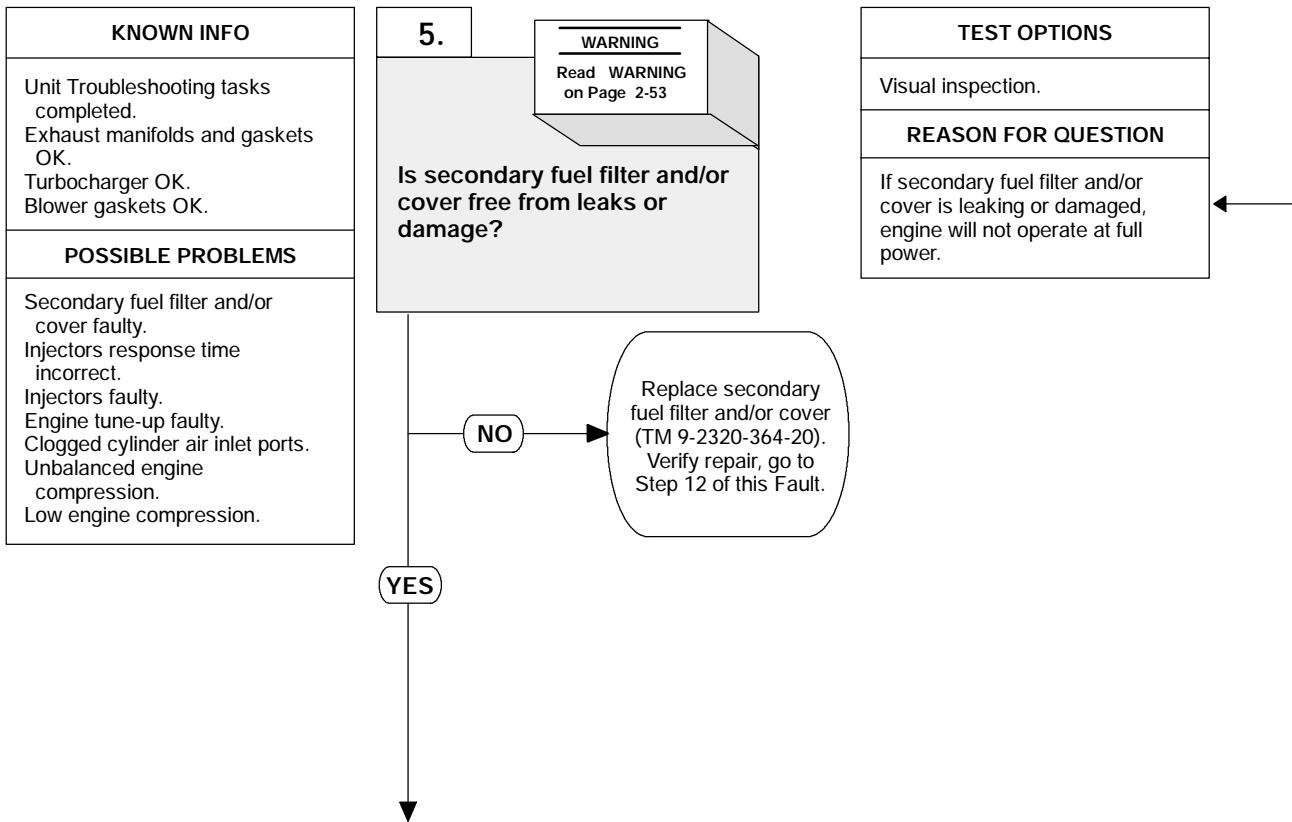 KNOWN INFO
Unit Troubleshooting tasks
completed.
Exhaust manifolds and gaskets
OK.
Turbocharger OK.
Blower gaskets OK.
POSSIBLE PROBLEMS
Secondary fuel filter and/or
cover faulty.
Injectors response time
incorrect.
Injectors faulty.
Engine tune-up faulty.
Clogged cylinder air inlet ports.
Unbalanced engine
compression.
Low engine compression.
5.
WARNING
Read WARNING
on Page 2-53
Is secondary fuel filter and/or
cover free from leaks or
damage?
NO
Replace secondary
fuel filter and/or cover
(TM 9-2320-364-20).
Verify repair, go to
Step 12 of this Fault.
YES
TEST OPTIONS
Visual inspection.
REASON FOR QUESTION
If secondary fuel filter and/or
cover is leaking or damaged,
engine will not operate at full
power.